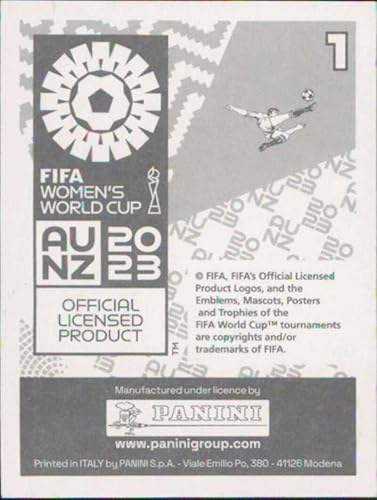 1
FIFA
WOMEN'S
WORLD CUP
AU 20
NZ 23
OFFICIAL
LICENSED
PRODUCT
TM
© FIFA, FIFA's Official Licensed
Product Logos, and the
Emblems, Mascots, Posters
and Trophies of the
FIFA World Cup™ tournaments
are copyrights and/or
trademarks of FIFA.
Manufactured under licence by
PANINI
www.paninigroup.com
Printed in ITALY by PANINI S.p.A. - Viale Emilio Po, 380 - 41126 Modena